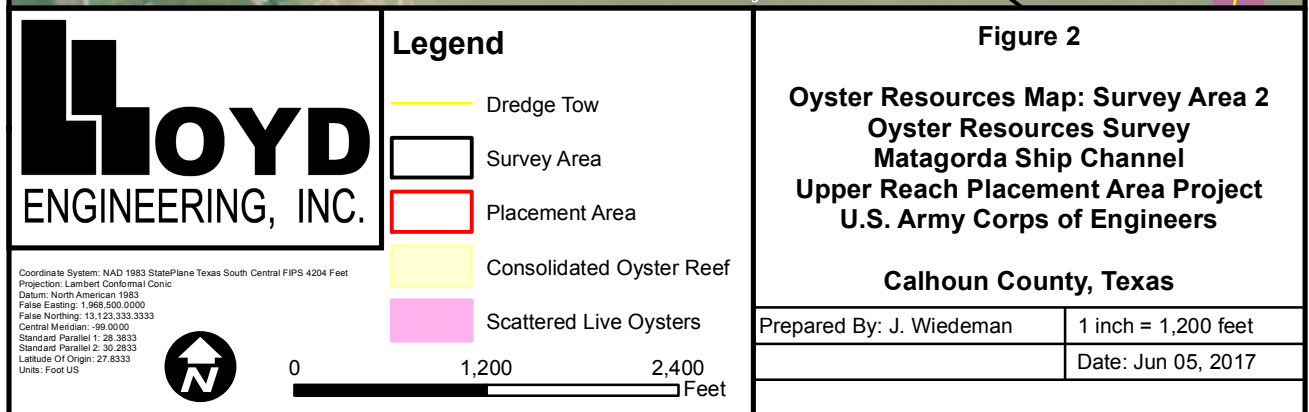 LLOYD
ENGINEERING, INC.
Coordinate System: NAD 1983 StatePlane Texas South Central FIPS 4204 Feet
Projection: Lambert Conformal Conic
Datum: North American 1983
False Easting: 1,968,500.0000
False Northing: 13,123,333.3333
Central Meridian: -99.0000
Standard Parallel 1: 28.3833
Standard Parallel 2: 30.2833
Latitude Of Origin: 27.8333
Units: Foot US
N
Legend
Dredge Tow
Survey Area
Placement Area
Consolidated Oyster Reef
Scattered Live Oysters
0 1,200 2,400
Feet
Figure 2
Oyster Resources Map: Survey Area 2
Oyster Resources Survey
Matagorda Ship Channel
Upper Reach Placement Area Project
U.S. Army Corps of Engineers
Calhoun County, Texas
Prepared By: J. Wiedeman
1 inch = 1,200 feet
Date: Jun 05, 2017